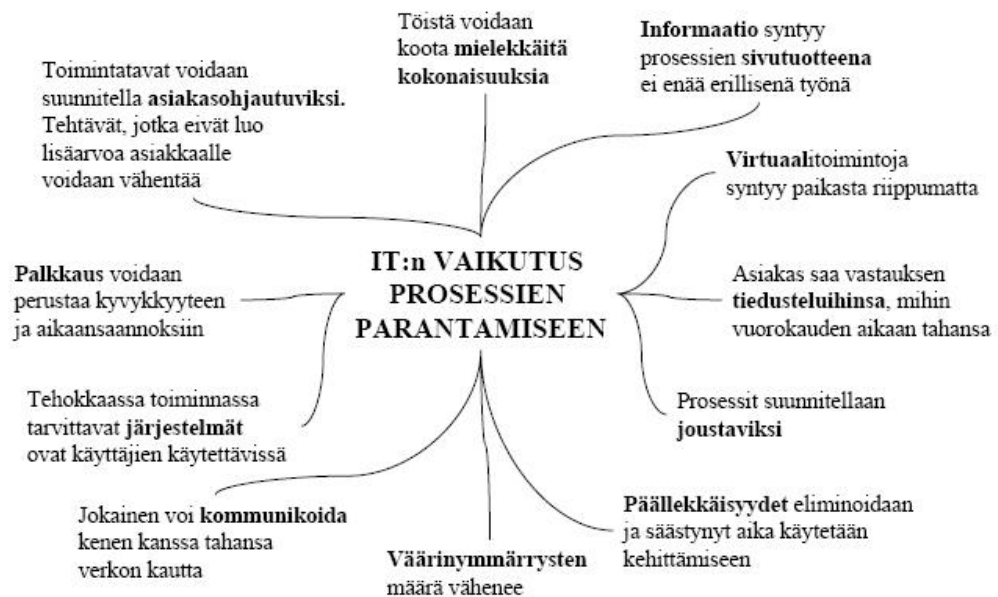 Töistä voidaan
koota mielekkäitä
kokonaisuuksia
Informaatio syntyy
prosessien sivutuotteena
ei enää erillisenä työnä
Toimintatavat voidaan
suunnitella asiakasohjautuviksi.
Tehtävät, jotka eivät luo
lisäarvoa asiakkaalle
voidaan vähentää
Virtuaalitoimintoja
syntyy paikasta riippumatta
IT:n VAIKUTUS
PROSESSIEN
PARANTAMISEEN
Palkkaus voidaan
perustaa kyvykkyyteen
ja aikaansaannoksiin
Asiakas saa vastauksen
tiedusteluihinsa, mihin
vuorokauden aikaan tahansa
Tehokkaassa toiminnassa
tarvittavat järjestelmät
ovat käyttäjien käytettävissä
Prosessit suunnitellaan
joustaviksi
Jokainen voi kommunikoida
kenen kanssa tahansa
verkon kautta
Väärinymmärrysten
määrä vähenee
Päällekkäisyydet eliminoidaan
ja säästynyt aika käytetään
kehittämiseen